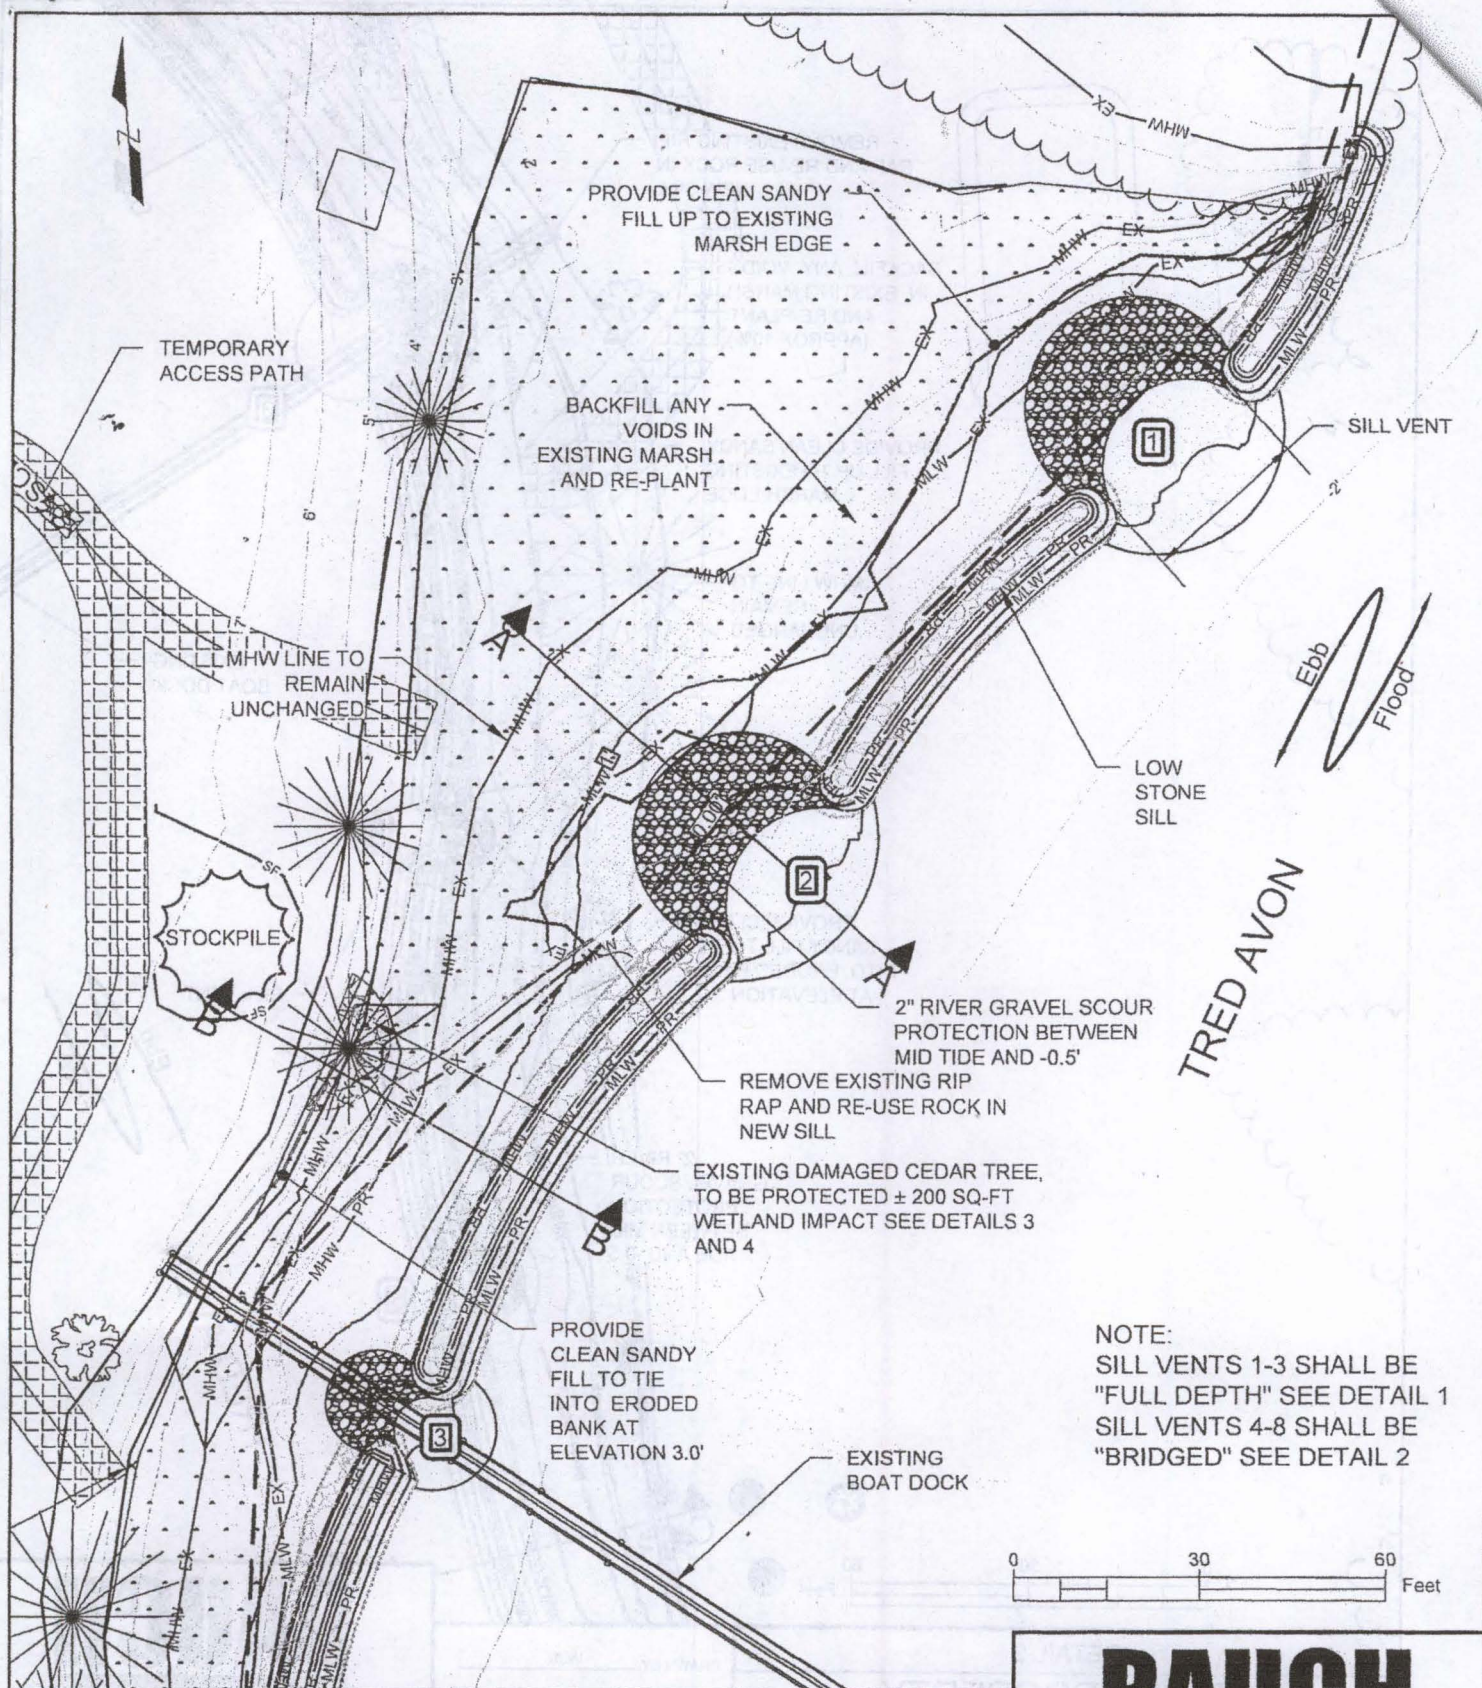 N
PROVIDE CLEAN SANDY
FILL UP TO EXISTING
MARSH EDGE
TEMPORARY
ACCESS PATH
BACKFILL ANY
VOIDS IN
EXISTING MARSH
AND RE-PLANT
SILL VENT
1
MHW LINE TO
REMAIN
UNCHANGED
A
Ebb
Flood
LOW
STONE
SILL
STOCKPILE
SF
SF
2
A
B
TRED AVON
2" RIVER GRAVEL SCOUR
PROTECTION BETWEEN
MID TIDE AND -0.5'
REMOVE EXISTING RIP
RAP AND RE-USE ROCK IN
NEW SILL
EXISTING DAMAGED CEDAR TREE,
TO BE PROTECTED ± 200 SQ-FT
WETLAND IMPACT SEE DETAILS 3
AND 4
B
PROVIDE
CLEAN SANDY
FILL TO TIE
INTO ERODED
BANK AT
ELEVATION 3.0'
3
EXISTING
BOAT DOCK
NOTE:
SILL VENTS 1-3 SHALL BE
"FULL DEPTH" SEE DETAIL 1
SILL VENTS 4-8 SHALL BE
"BRIDGED" SEE DETAIL 2
0 30 60
Feet
RAUCH